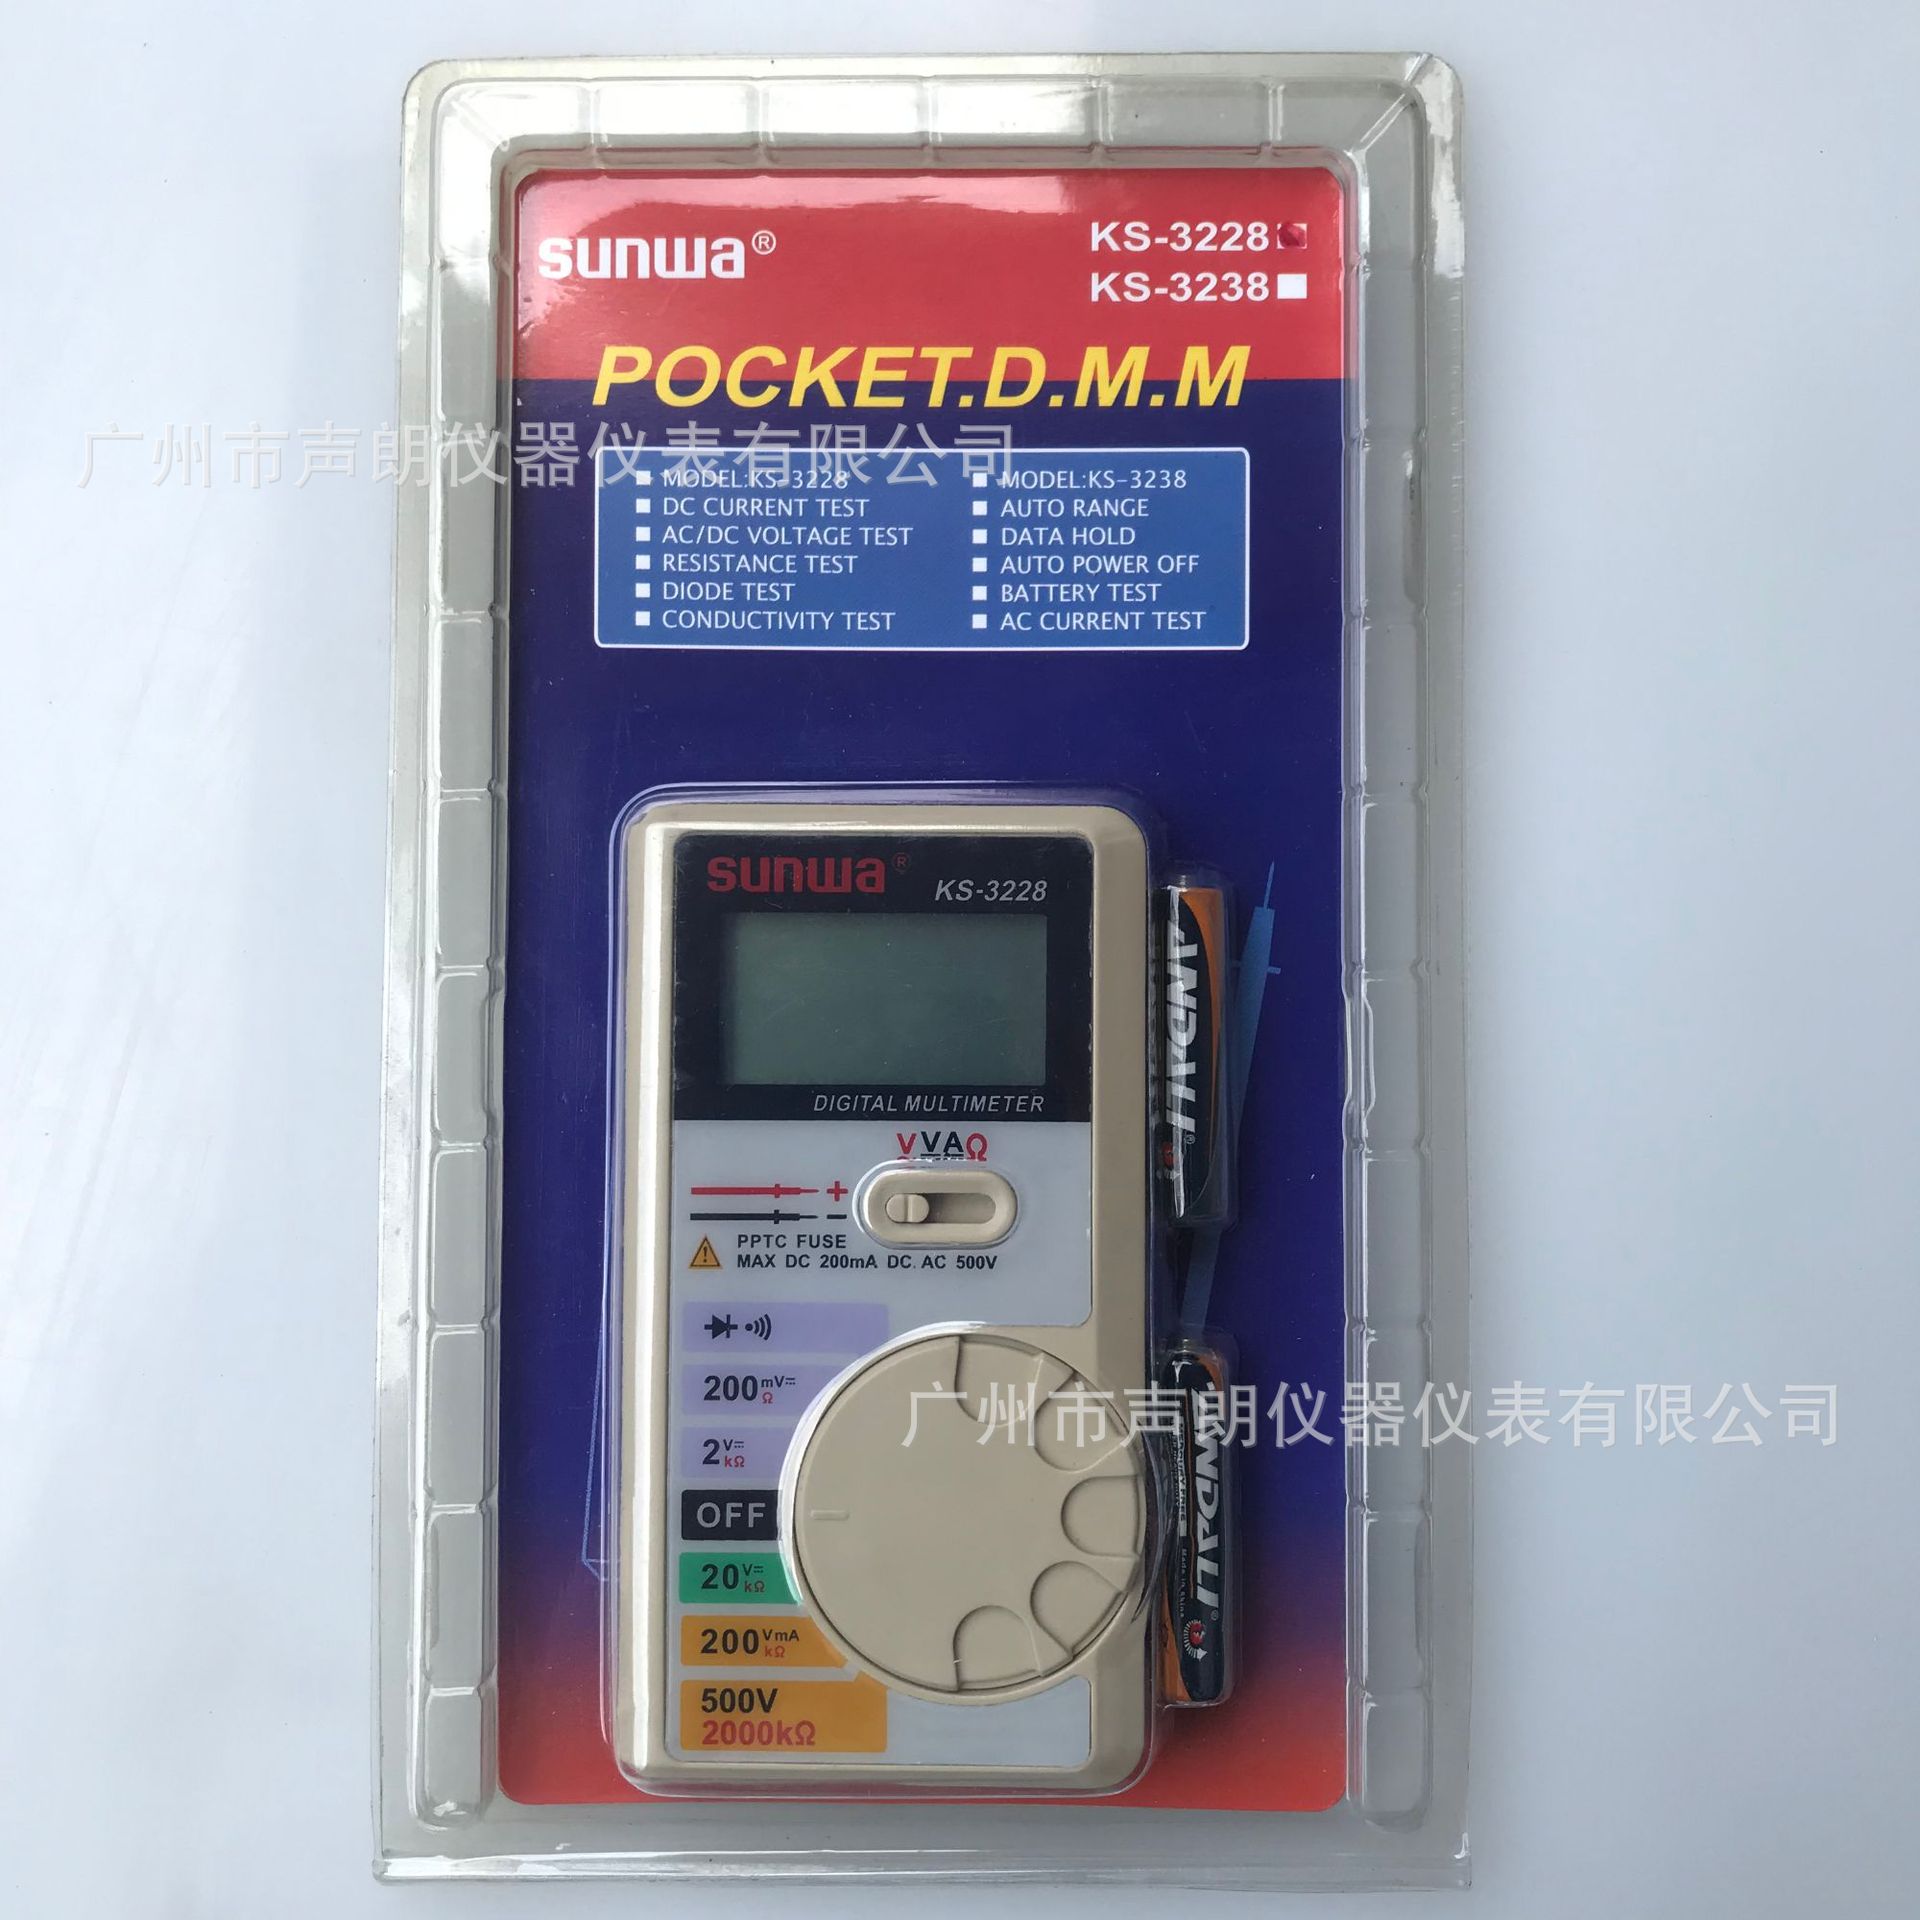 sunwa®
KS-3228
KS-3238
POCKET.D.M.M
广州市声朗仪器仪表有限公司
MODEL:KS-3228
DC CURRENT TEST
AC/DC VOLTAGE TEST
RESISTANCE TEST
DIODE TEST
CONDUCTIVITY TEST
MODEL:KS-3238
AUTO RANGE
DATA HOLD
AUTO POWER OFF
BATTERY TEST
AC CURRENT TEST
sunwa®
KS-3228
DIGITAL MULTIMETER
V V A Ω
+
−
PPTC FUSE
MAX DC 200mA DC. AC 500V
200 mV Ω
2 V kΩ
OFF
20 V kΩ
200 V mA kΩ
500V
2000kΩ
广州市声朗仪器仪表有限公司
Made in China